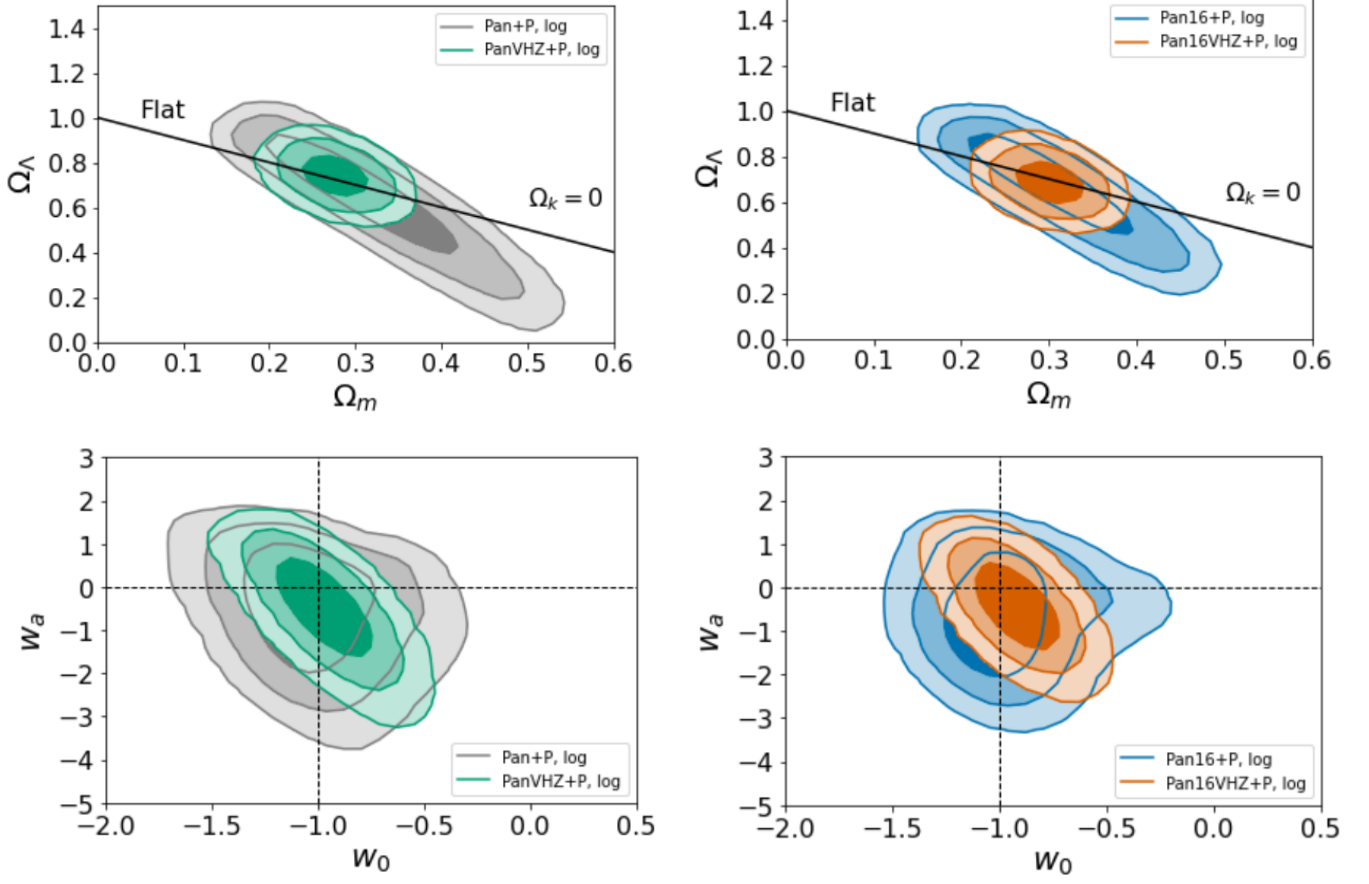 1.4
1.2
1.0
0.8
0.6
0.4
0.2
0.0
Ω_Λ
Pan+P, log
PanVHZ+P, log
Flat
Ω_k = 0
0.0 0.1 0.2 0.3 0.4 0.5 0.6
Ω_m
1.4
1.2
1.0
0.8
0.6
0.4
0.2
0.0
Ω_Λ
Pan16+P, log
Pan16VHZ+P, log
Flat
Ω_k = 0
0.0 0.1 0.2 0.3 0.4 0.5 0.6
Ω_m
3
2
1
0
−1
−2
−3
−4
−5
w_a
Pan+P, log
PanVHZ+P, log
−2.0 −1.5 −1.0 −0.5 0.0 0.5
w_0
3
2
1
0
−1
−2
−3
−4
−5
w_a
Pan16+P, log
Pan16VHZ+P, log
−2.0 −1.5 −1.0 −0.5 0.0 0.5
w_0